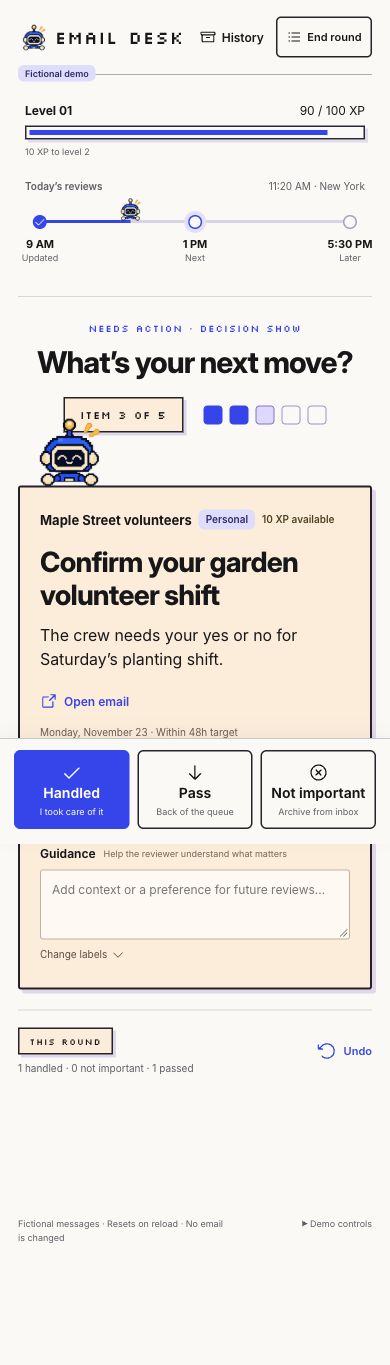 EMAIL DESK
History
End round
Fictional demo
Level 01
90 / 100 XP
10 XP to level 2
Today’s reviews
11:20 AM · New York
9 AM
1 PM
5:30 PM
Updated
Next
Later
NEEDS ACTION · DECISION SHOW
What’s your next move?
ITEM 3 OF 5
Maple Street volunteers
Personal
10 XP available
Confirm your garden
volunteer shift
The crew needs your yes or no for
Saturday’s planting shift.
Open email
Monday, November 23 · Within 48h target
Handled
I took care of it
Pass
Back of the queue
Not important
Archive from inbox
Guidance
Help the reviewer understand what matters
Add context or a preference for future reviews...
Change labels
THIS ROUND
1 handled · 0 not important · 1 passed
Undo
Fictional messages · Resets on reload · No email
is changed
Demo controls